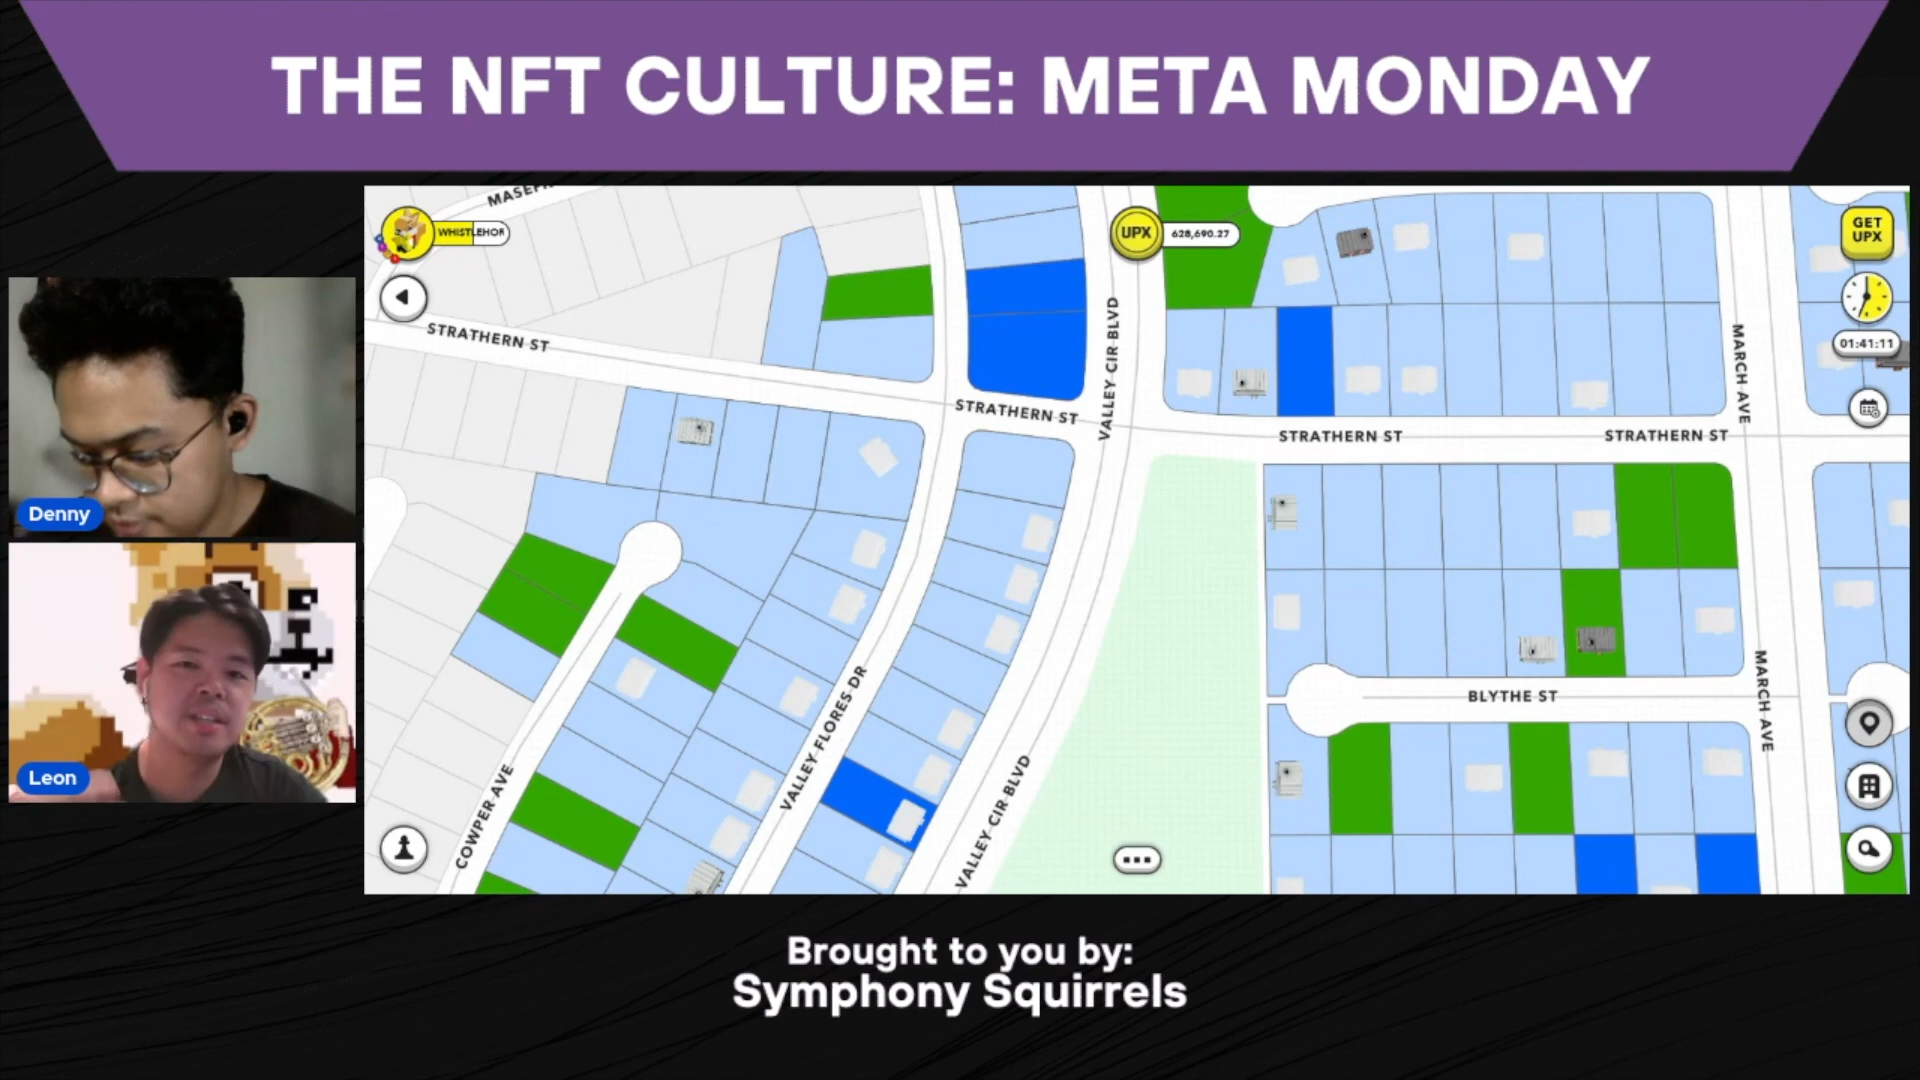 THE NFT CULTURE: META MONDAY
WHISTLEHOR
UPX
628,690.27
GET
UPX
01:41:11
STRATHERN ST
STRATHERN ST
STRATHERN ST
STRATHERN ST
VALLEY CIR BLVD
MARCH AVE
Denny
Leon
COWPER AVE
VALLEY FLORES DR
VALLEY CIR BLVD
BLYTHE ST
MARCH AVE
Brought to you by:
Symphony Squirrels